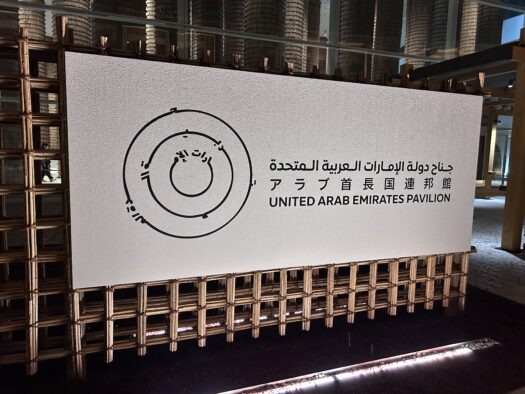 جناح دولة الإمارات العربية المتحدة
アラブ首長国連邦館
UNITED ARAB EMIRATES PAVILION